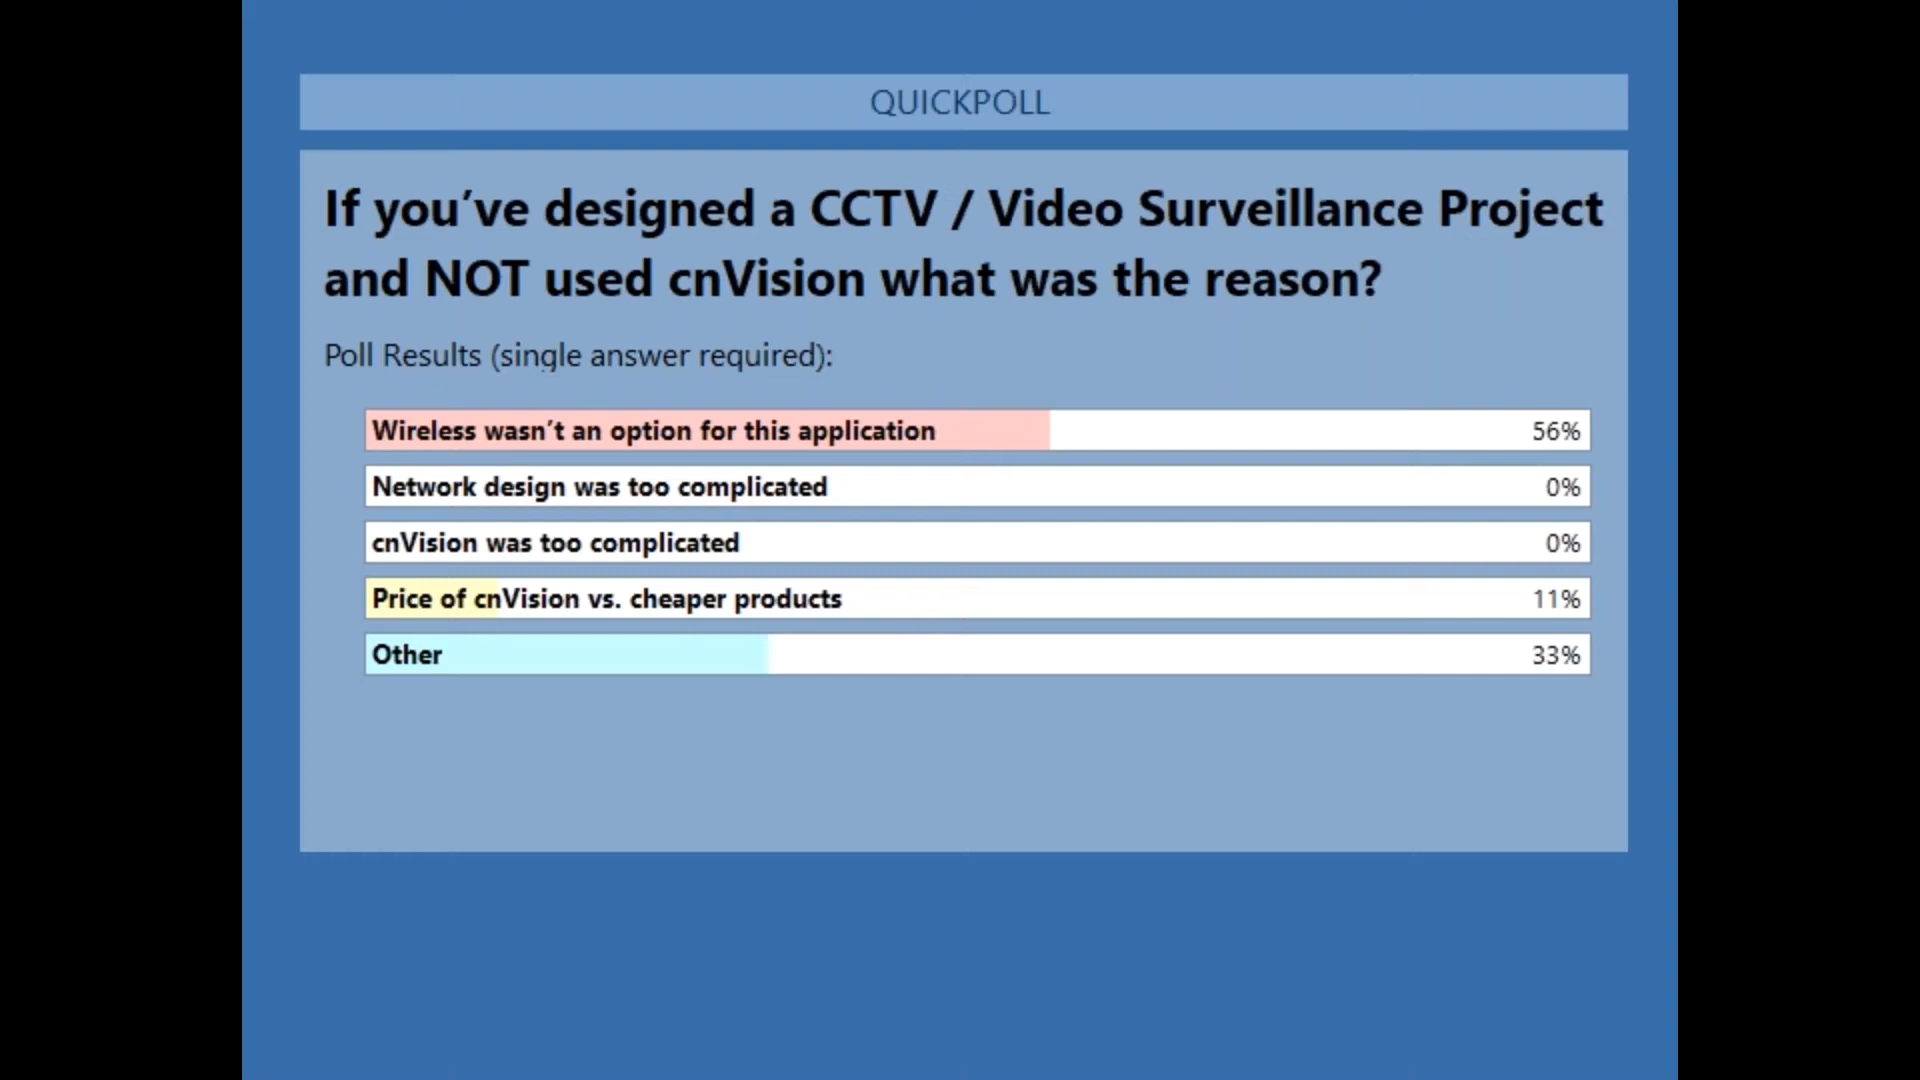 QUICKPOLL
If you’ve designed a CCTV / Video Surveillance Project
and NOT used cnVision what was the reason?
Poll Results (single answer required):
Wireless wasn’t an option for this application 56%
Network design was too complicated 0%
cnVision was too complicated 0%
Price of cnVision vs. cheaper products 11%
Other 33%